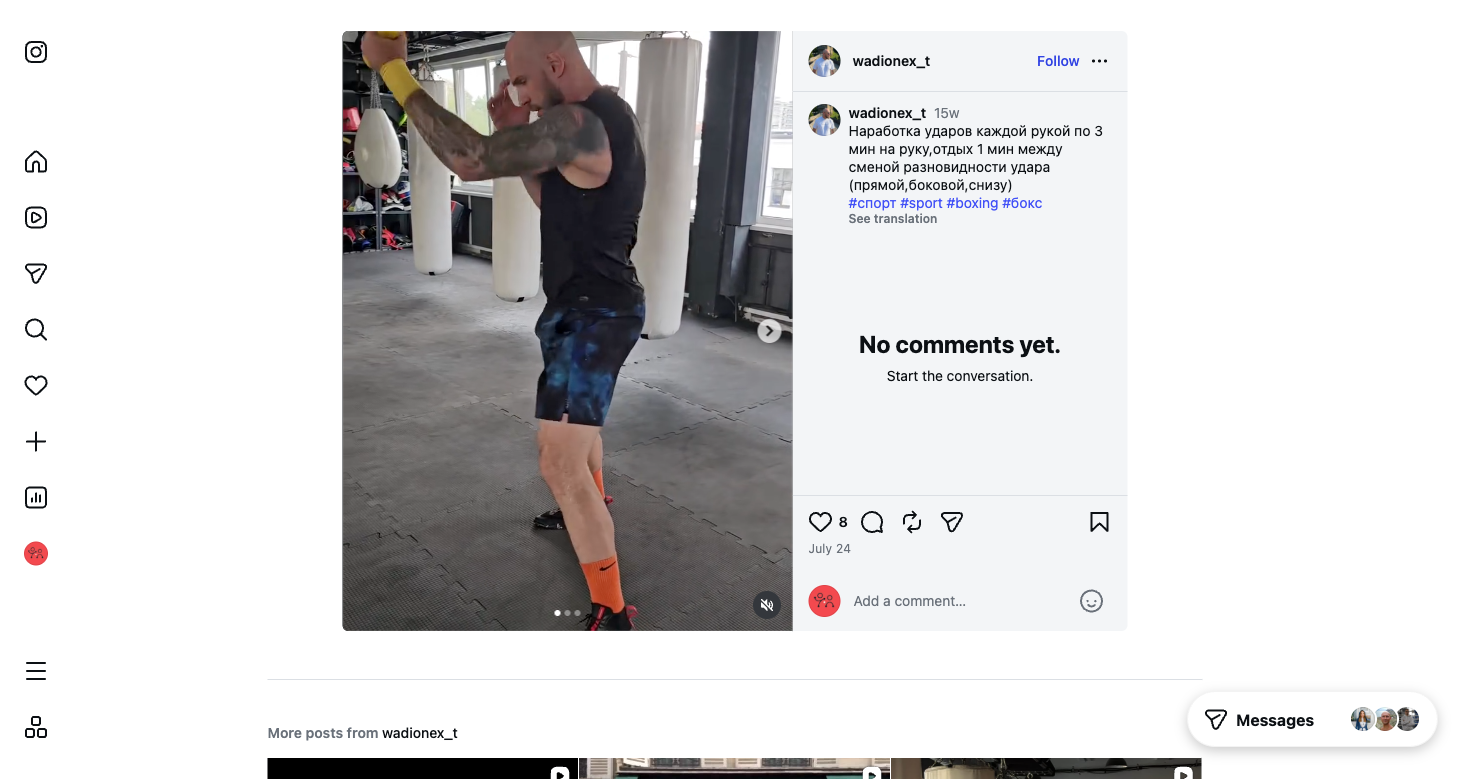 wadionex_t
Follow
wadionex_t 15w
Наработка ударов каждой рукой по 3
мин на руку,отдых 1 мин между
сменой разновидности удара
(прямой,боковой,снизу)
#спорт #sport #boxing #бокс
See translation
No comments yet.
Start the conversation.
8
July 24
Add a comment...
More posts from wadionex_t
Messages